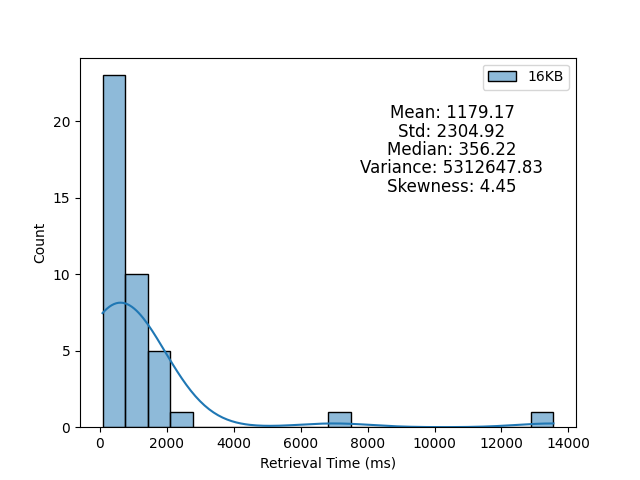 16KB
Mean: 1179.17
Std: 2304.92
Median: 356.22
Variance: 5312647.83
Skewness: 4.45
Count
20
15
10
5
0
0 2000 4000 6000 8000 10000 12000 14000
Retrieval Time (ms)